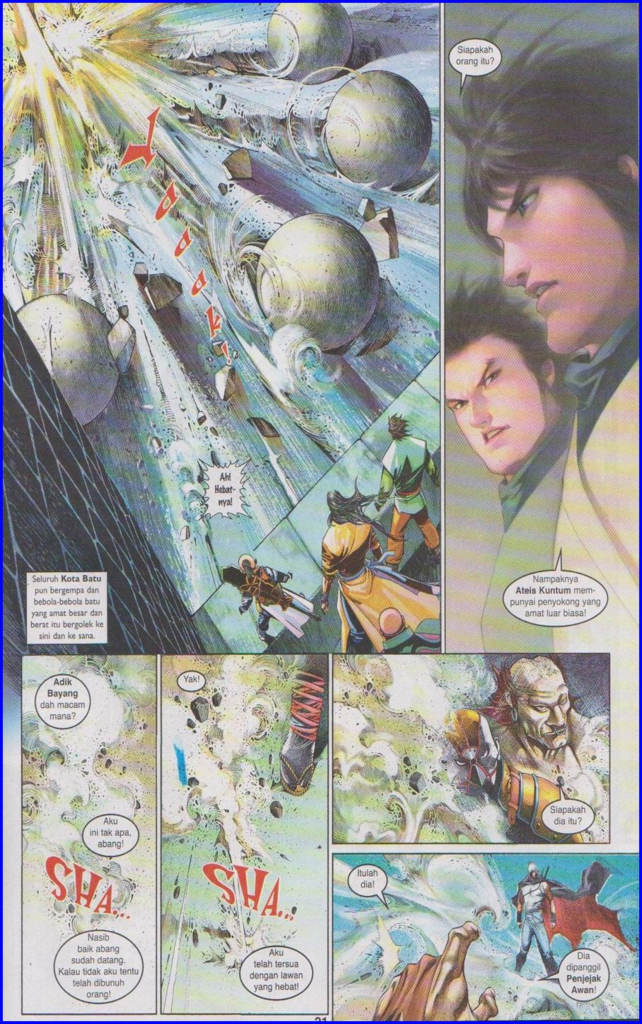 Dooook!
Ah!
Hebat-
nya!
Seluruh Kota Batu
pun bergempa dan
bebola-bebola batu
yang amat besar dan
berat itu bergolek ke
sini dan ke sana.
Siapakah
orang itu?
Nampaknya
Ateis Kuntum mem-
punyai penyokong yang
amat luar biasa!
Adik
Bayang
dah macam
mana?
Aku
ini tak apa,
abang!
SHA...
Nasib
baik abang
sudah datang.
Kalau tidak aku tentu
telah dibunuh
orang!
Yak!
SHA...
Aku
telah tersua
dengan lawan
yang hebat!
Siapakah
dia itu?
Itulah
dia!
Dia
dipanggil
Penjejak
Awan!